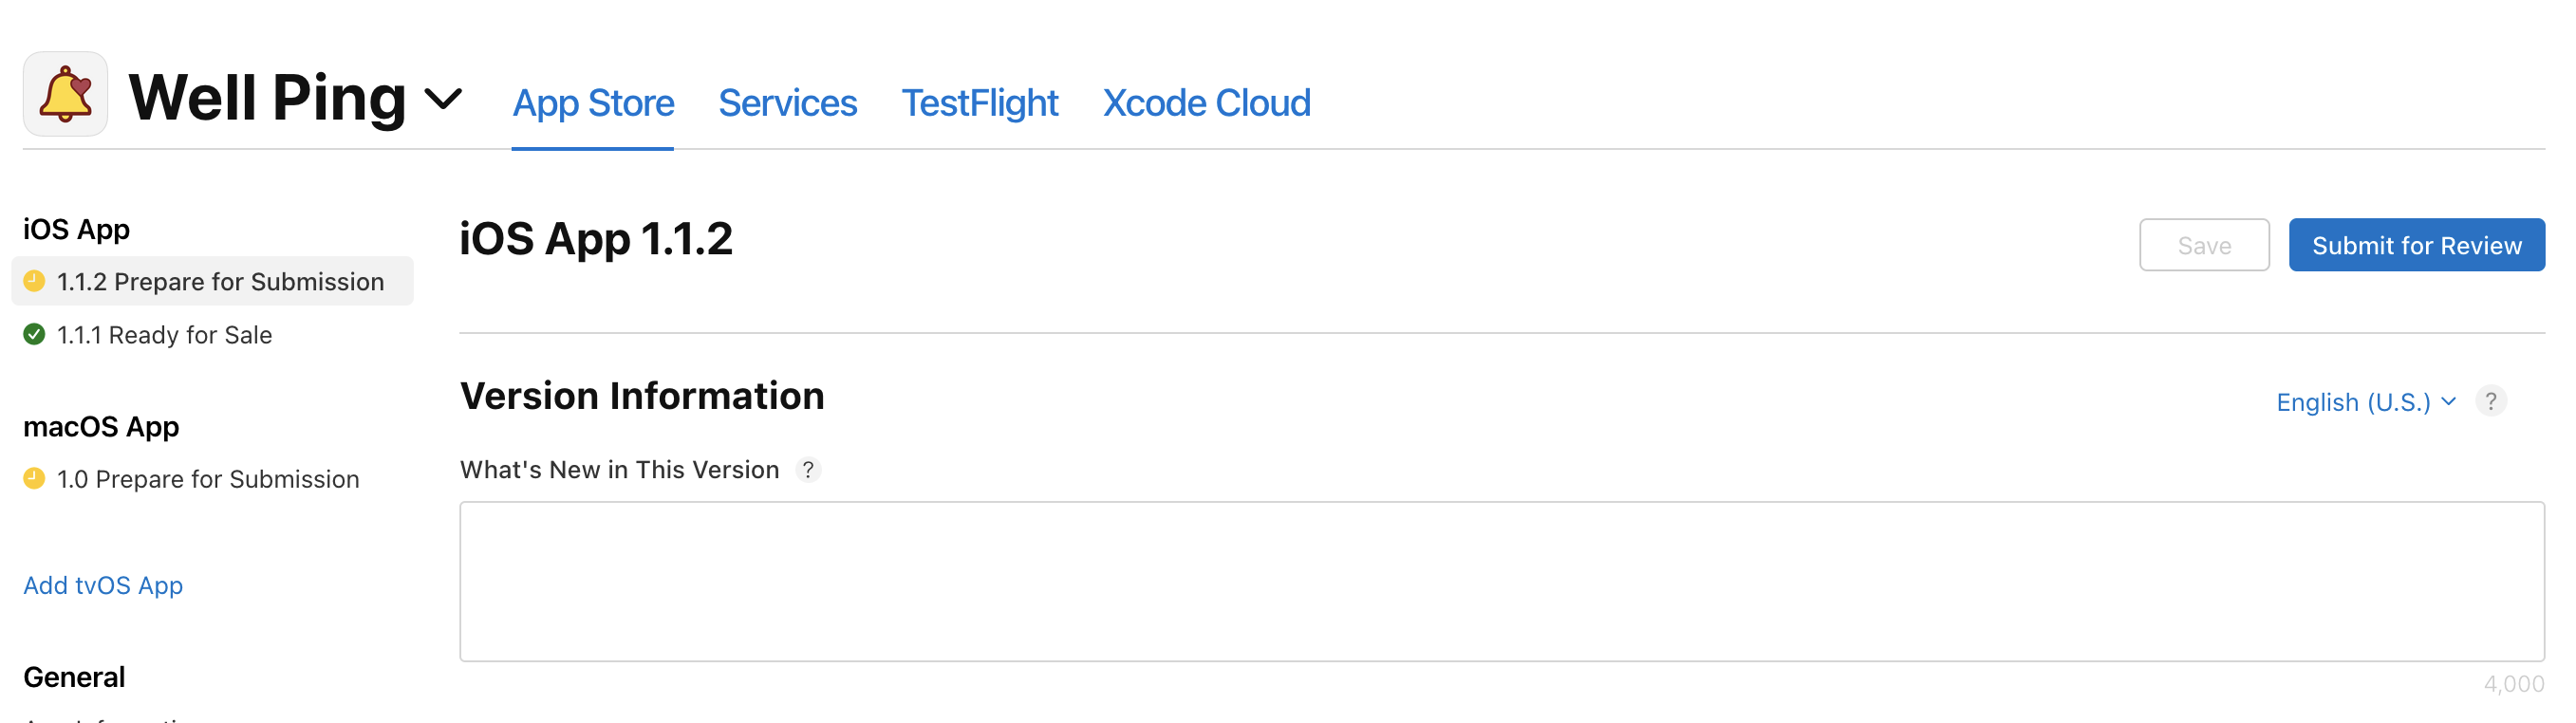 Well Ping
App Store
Services
TestFlight
Xcode Cloud
iOS App
1.1.2 Prepare for Submission
1.1.1 Ready for Sale
macOS App
1.0 Prepare for Submission
Add tvOS App
General
iOS App 1.1.2
Save
Submit for Review
Version Information
English (U.S.)
?
What's New in This Version ?
4,000